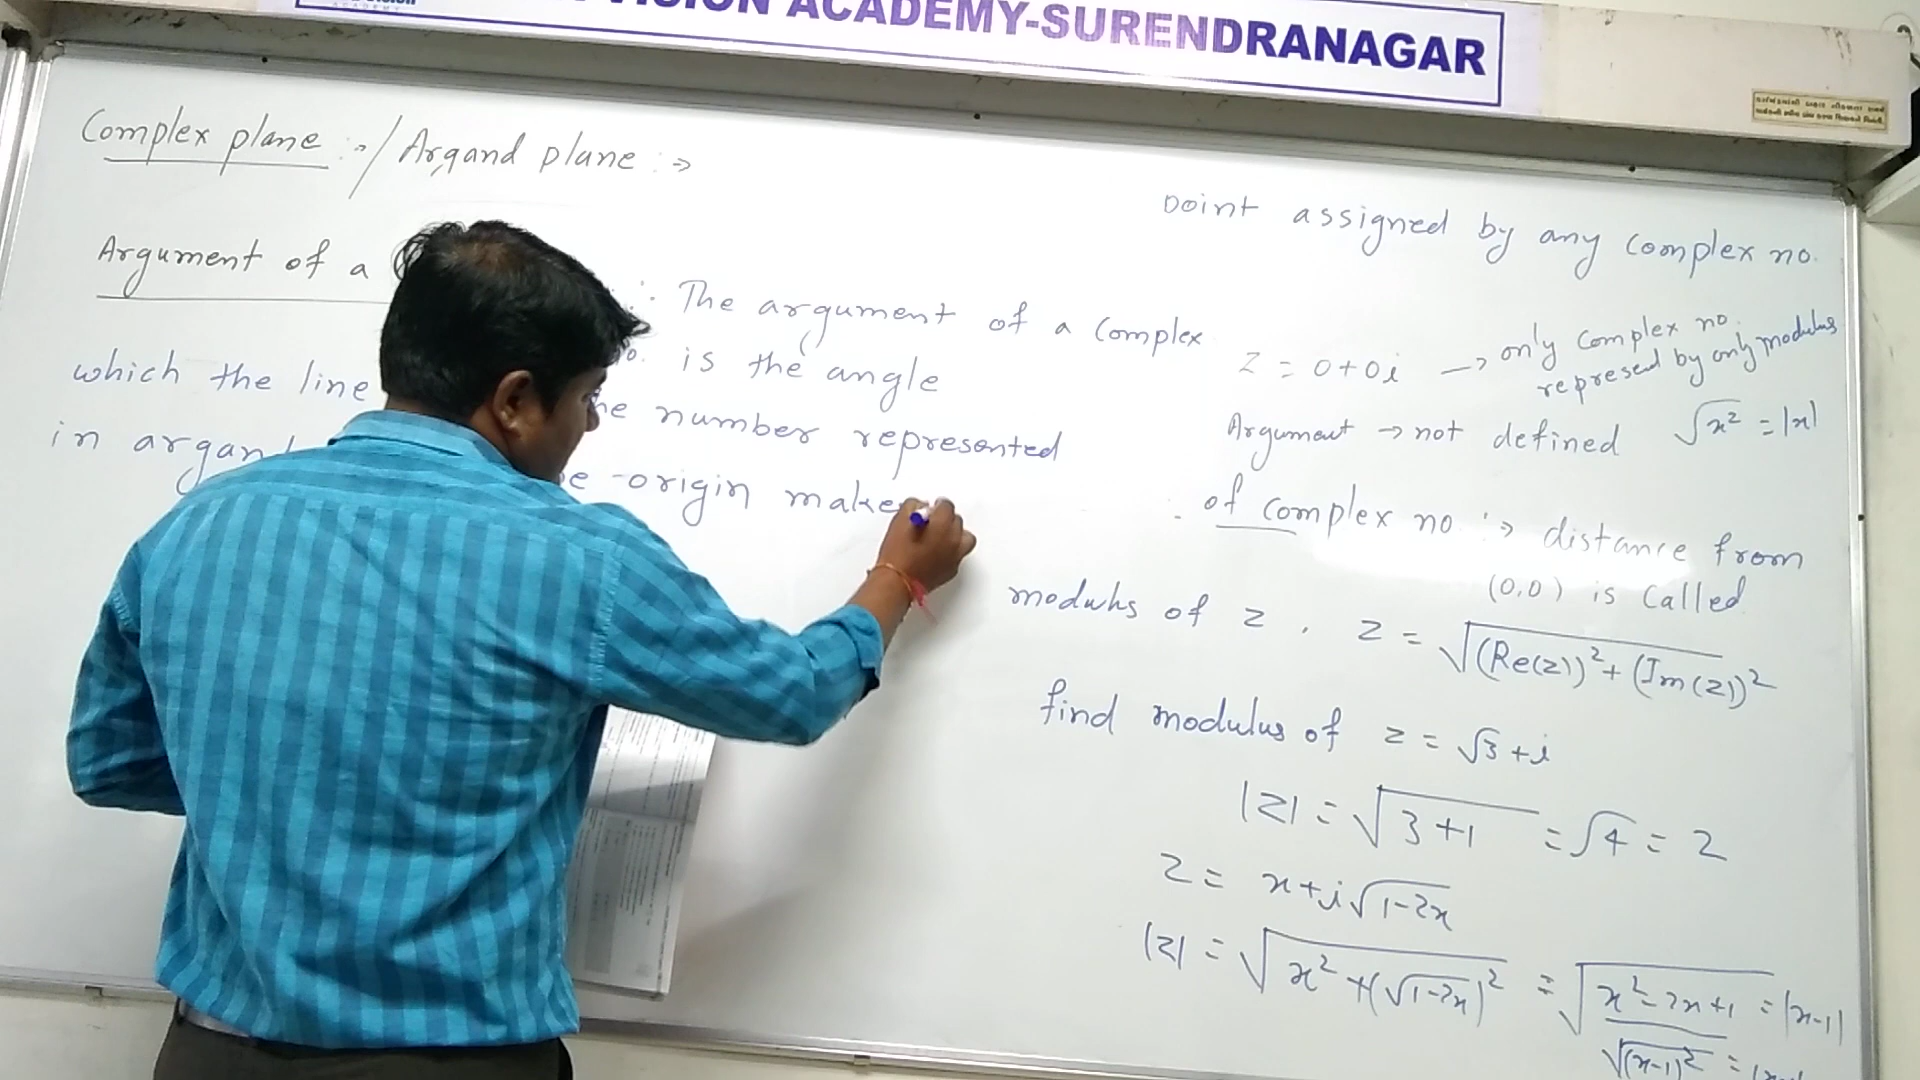 VISION ACADEMY-SURENDRANAGAR
Complex plane :- / Argand plane :->
Argument of a
The argument of a complex
no. is the angle
which the line
number represented
in argand
origin make
point assigned by any complex no.
z = 0+0i -> only complex no.
represed by only modulus
Argument -> not defined √x² = |x|
of complex no :-> distance from
(0,0) is called
modulus of z . z = √(Re(z))²+(Im(z))²
find modulus of z = √3+i
|z| = √3+1 = √4 = 2
z = x+i√1-2x
|z| = √x²+(√1-2x)² = √x²-2x+1 = |x-1|
√(x-1)² =